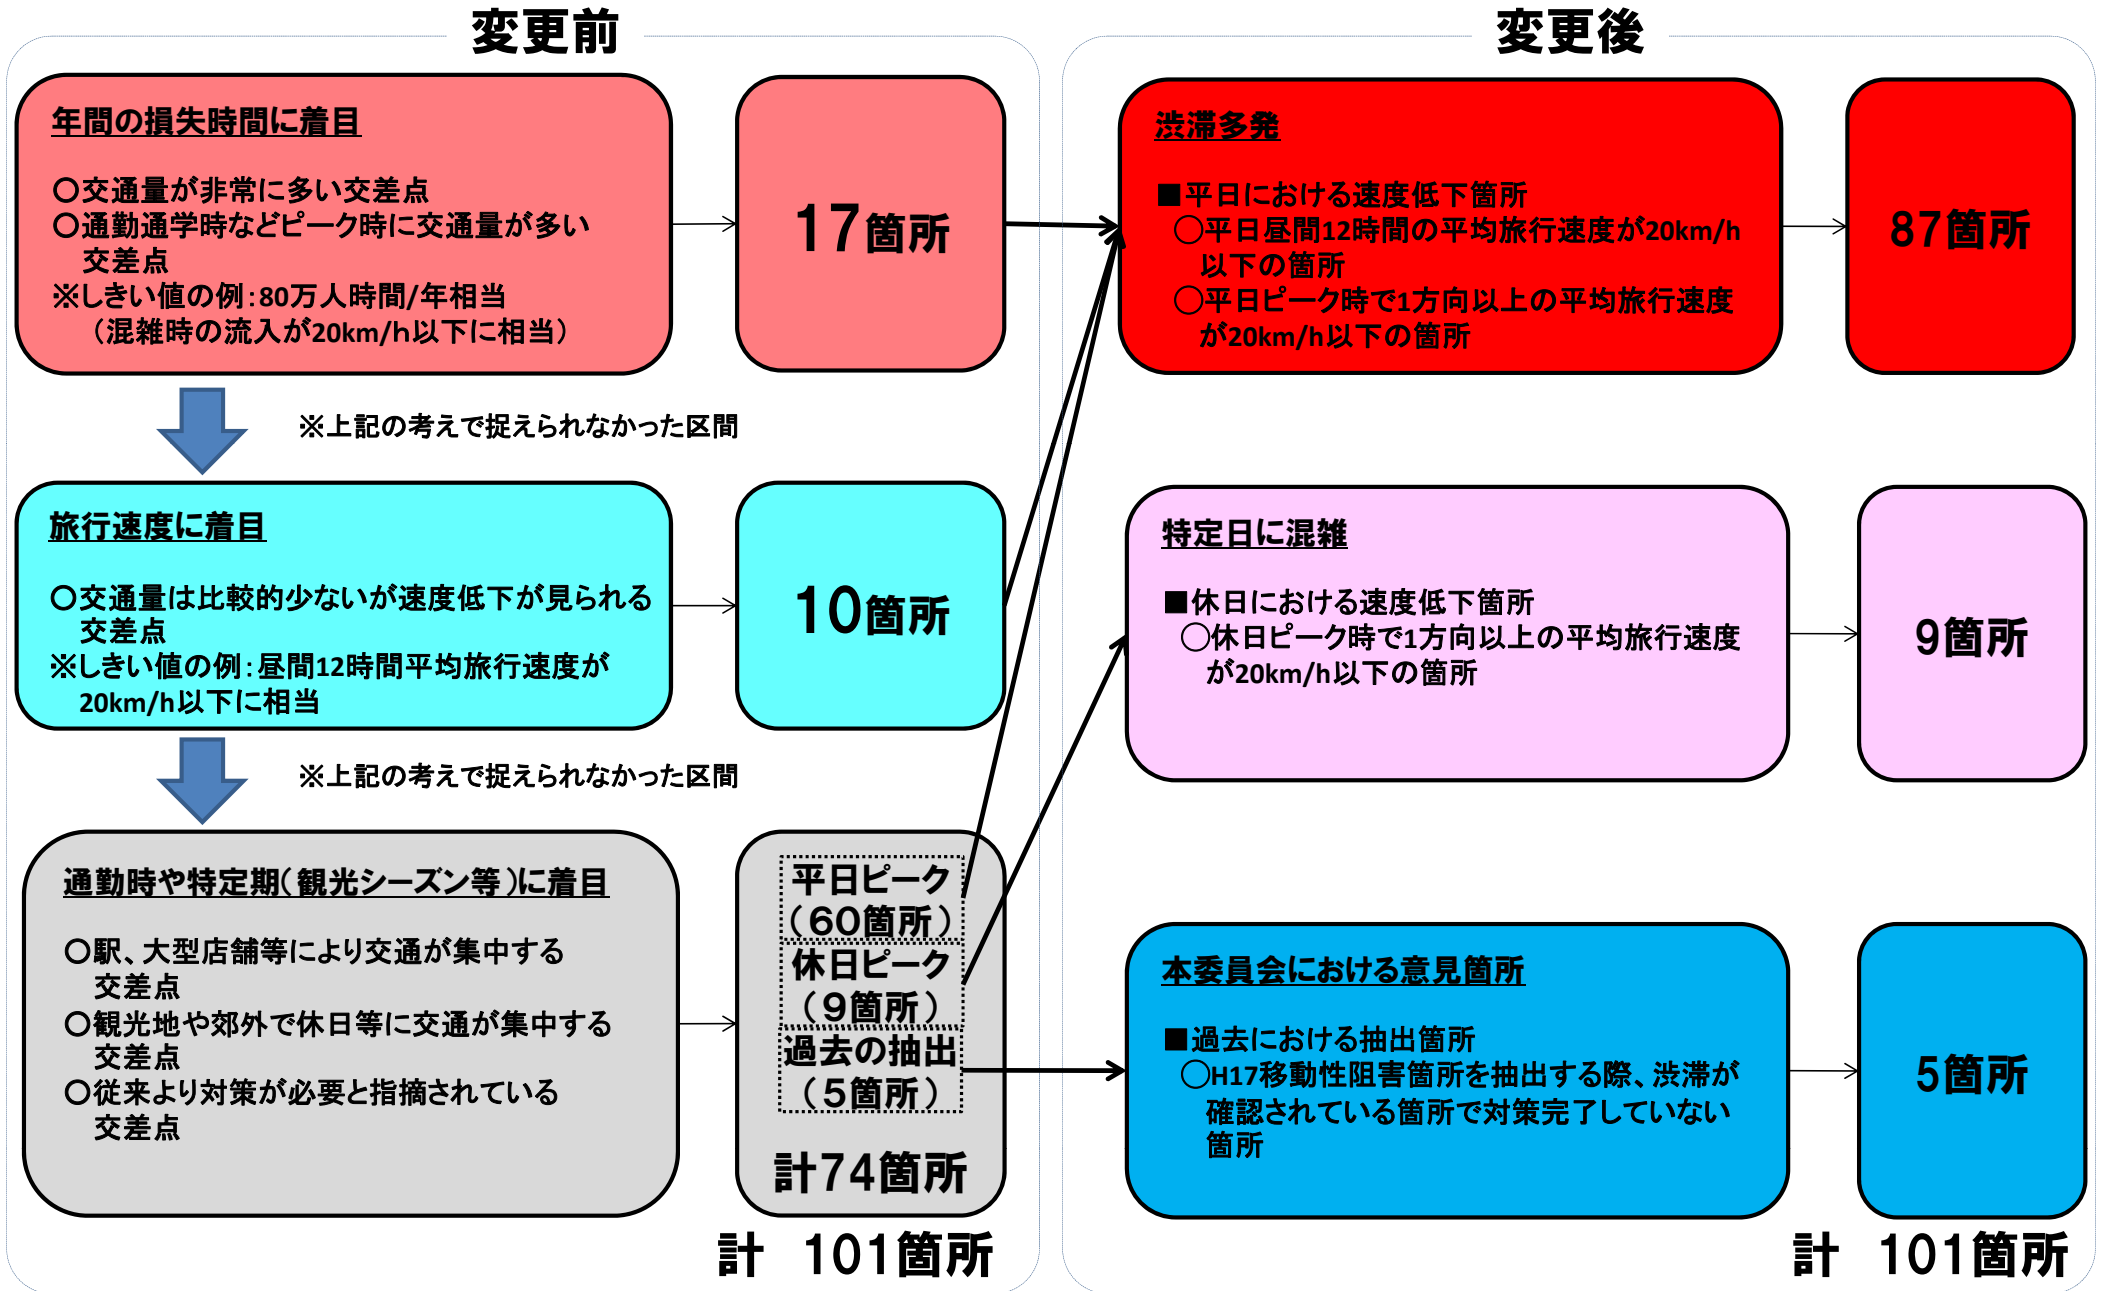 変更前
年間の損失時間に着目
○交通量が非常に多い交差点
○通勤通学時などピーク時に交通量が多い
交差点
※しきい値の例：80万人時間/年相当
（混雑時の流入が20km/h以下に相当）
17箇所
※上記の考えで捉えられなかった区間
旅行速度に着目
○交通量は比較的少ないが速度低下が見られる
交差点
※しきい値の例：昼間12時間平均旅行速度が
20km/h以下に相当
10箇所
※上記の考えで捉えられなかった区間
通勤時や特定期（観光シーズン等）に着目
○駅、大型店舗等により交通が集中する
交差点
○観光地や郊外で休日等に交通が集中する
交差点
○従来より対策が必要と指摘されている
交差点
平日ピーク
（60箇所）
休日ピーク
（9箇所）
過去の抽出
（5箇所）
計74箇所
計　101箇所
変更後
渋滞多発
■平日における速度低下箇所
○平日昼間12時間の平均旅行速度が20km/h
以下の箇所
○平日ピーク時で1方向以上の平均旅行速度
が20km/h以下の箇所
87箇所
特定日に混雑
■休日における速度低下箇所
○休日ピーク時で1方向以上の平均旅行速度
が20km/h以下の箇所
9箇所
本委員会における意見箇所
■過去における抽出箇所
○H17移動性阻害箇所を抽出する際、渋滞が
確認されている箇所で対策完了していない
箇所
5箇所
計　101箇所